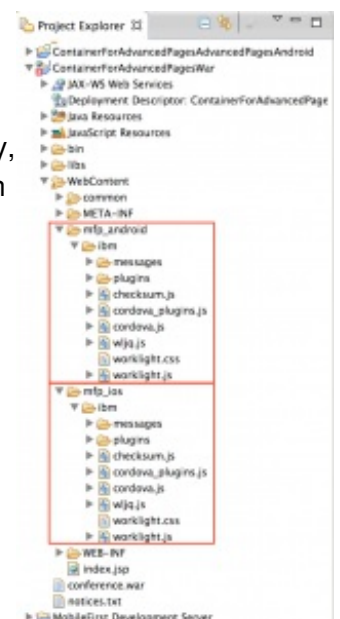 Project Explorer
ContainerForAdvancedPagesAdvancedPagesAndroid
ContainerForAdvancedPagesWar
JAX-WS Web Services
Deployment Descriptor: ContainerForAdvancedPage
Java Resources
JavaScript Resources
bin
libs
WebContent
common
META-INF
mfp_android
ibm
messages
plugins
checksum.js
cordova_plugins.js
cordova.js
wljq.js
worklight.css
worklight.js
mfp_ios
ibm
messages
plugins
checksum.js
cordova_plugins.js
cordova.js
wljq.js
worklight.css
worklight.js
WEB-INF
index.jsp
conference.war
notices.txt
MobileFirst Development Server